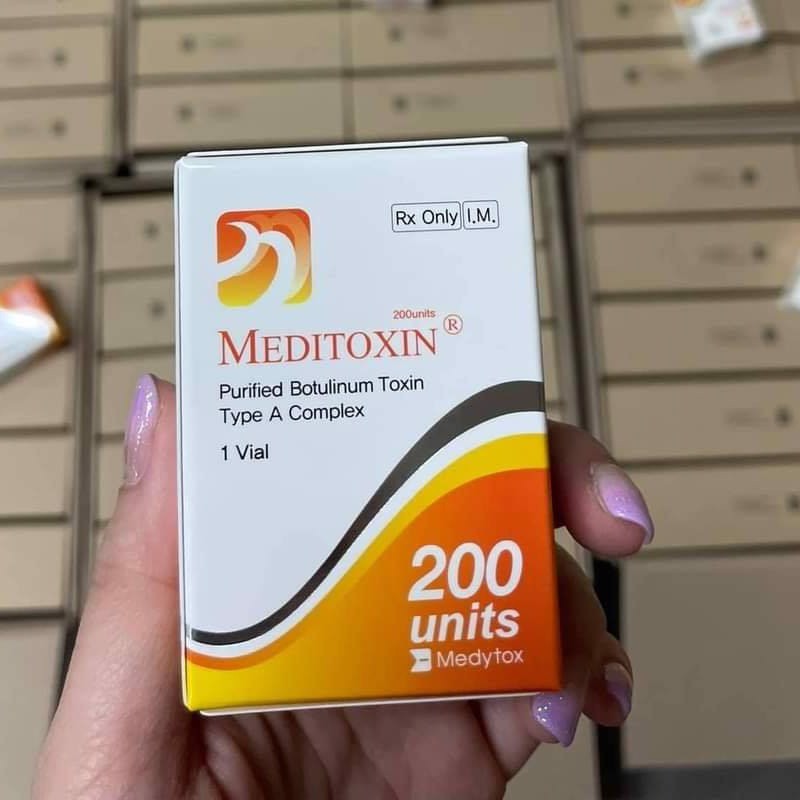 Rx Only I.M.
200units
MEDITOXIN®
Purified Botulinum Toxin
Type A Complex
1 Vial
200
units
Medytox